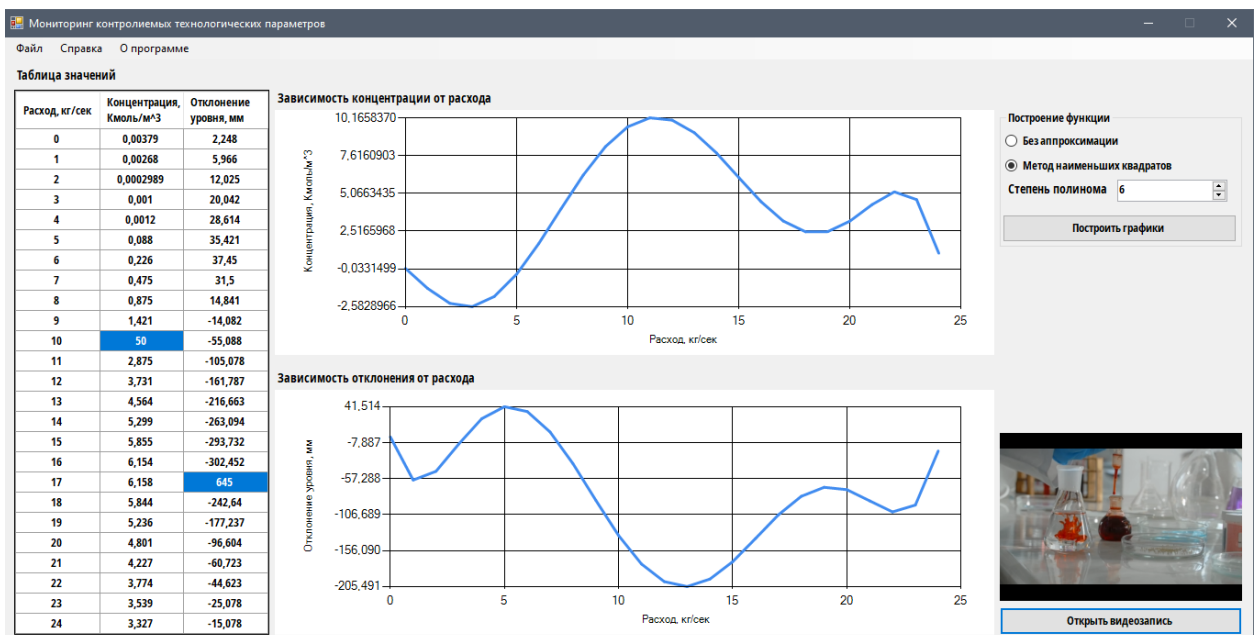 Мониторинг контролиемых технологических параметров
Файл Справка О программе
Таблица значений
Расход, кг/сек Концентрация, Кмоль/м^3 Отклонение уровня, мм
0 0,00379 2,248
1 0,00268 5,966
2 0,0002989 12,025
3 0,001 20,042
4 0,0012 28,614
5 0,088 35,421
6 0,226 37,45
7 0,475 31,5
8 0,875 14,841
9 1,421 -14,082
10 50 -55,088
11 2,875 -105,078
12 3,731 -161,787
13 4,564 -216,663
14 5,299 -263,094
15 5,855 -293,732
16 6,154 -302,452
17 6,158 645
18 5,844 -242,64
19 5,236 -177,237
20 4,801 -96,604
21 4,227 -60,723
22 3,774 -44,623
23 3,539 -25,078
24 3,327 -15,078
Зависимость концентрации от расхода
Концентрация, Кмоль/м^3
10,1658370
7,6160903
5,0663435
2,5165968
-0,0331499
-2,5828966
0 5 10 15 20 25
Расход, кг/сек
Зависимость отклонения от расхода
Отклонение уровня, мм
41,514
-7,887
-57,288
-106,689
-156,090
-205,491
0 5 10 15 20 25
Расход, кг/сек
Построение функции
Без аппроксимации
Метод наименьших квадратов
Степень полинома 6
Построить графики
Открыть видеозапись